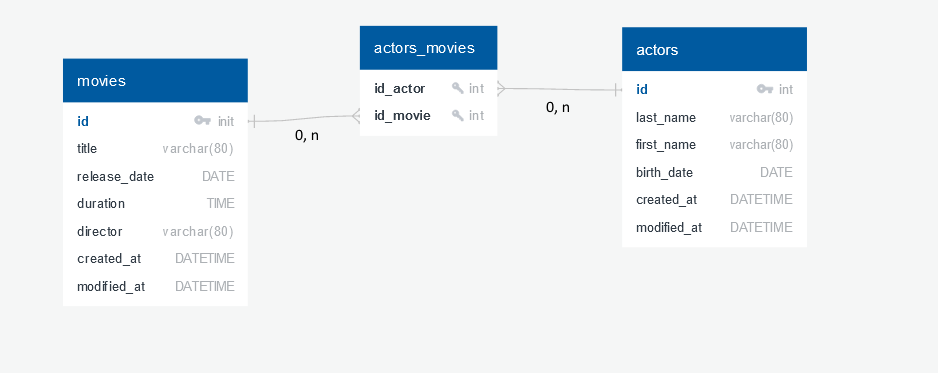 movies
id init
title varchar(80)
release_date DATE
duration TIME
director varchar(80)
created_at DATETIME
modified_at DATETIME
0, n
actors_movies
id_actor int
id_movie int
0, n
actors
id int
last_name varchar(80)
first_name varchar(80)
birth_date DATE
created_at DATETIME
modified_at DATETIME